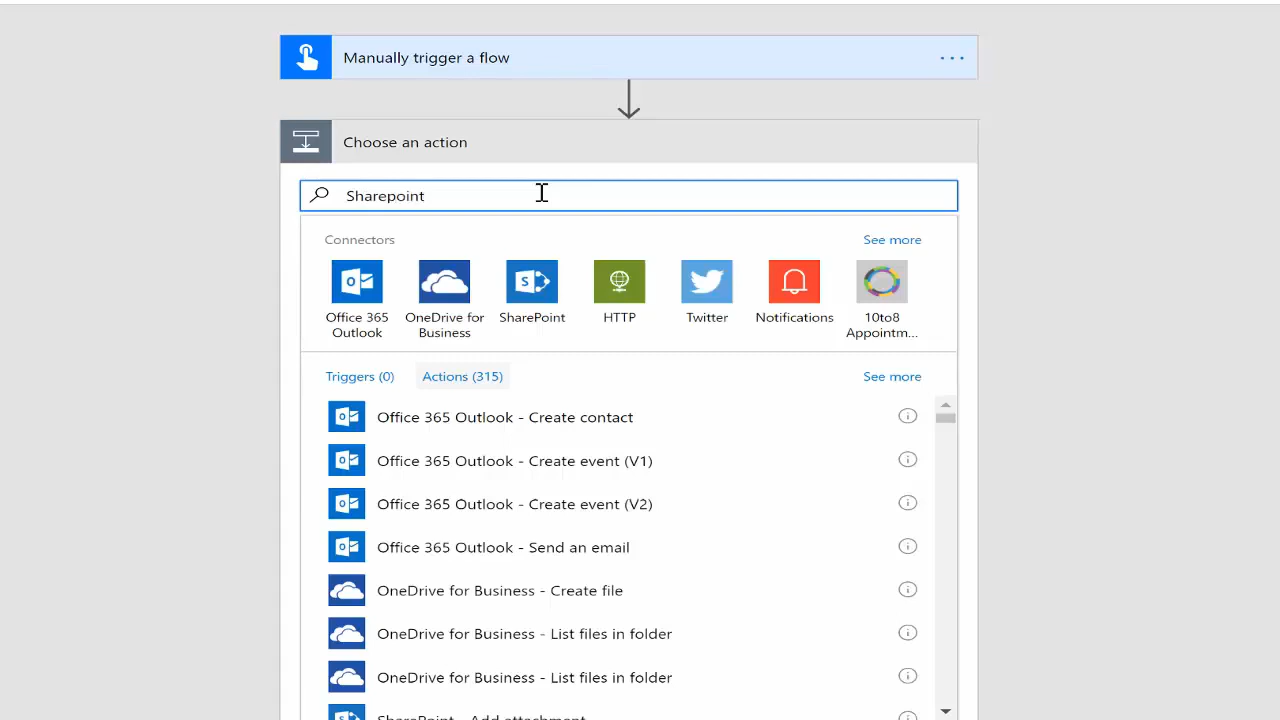 Manually trigger a flow
Choose an action
Sharepoint
Connectors
See more
Office 365 Outlook
OneDrive for Business
SharePoint
HTTP
Twitter
Notifications
10to8 Appointm...
Triggers (0)
Actions (315)
See more
Office 365 Outlook - Create contact
Office 365 Outlook - Create event (V1)
Office 365 Outlook - Create event (V2)
Office 365 Outlook - Send an email
OneDrive for Business - Create file
OneDrive for Business - List files in folder
OneDrive for Business - List files in folder
SharePoint - Add attachment